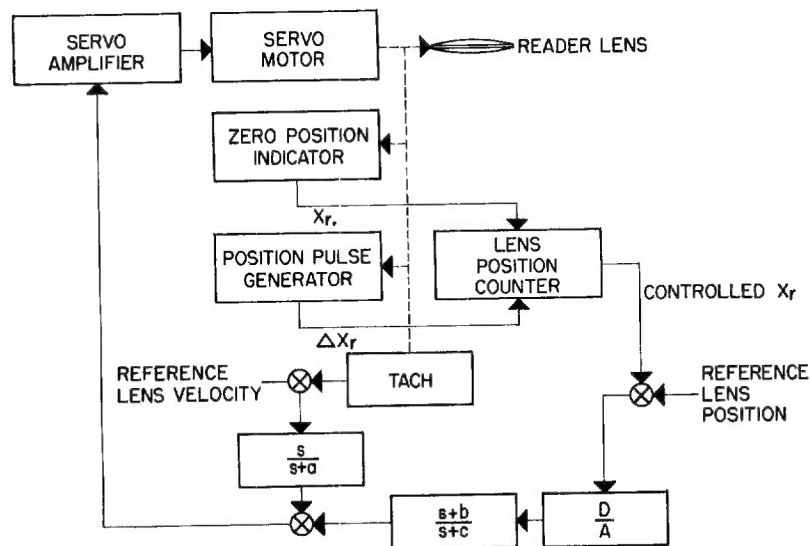 SERVO
AMPLIFIER
SERVO
MOTOR
READER LENS
ZERO POSITION
INDICATOR
Xr.
POSITION PULSE
GENERATOR
LENS
POSITION
COUNTER
CONTROLLED Xr
ΔXr
REFERENCE
LENS VELOCITY
TACH
REFERENCE
LENS
POSITION
s
s+a
s+b
s+c
D
A